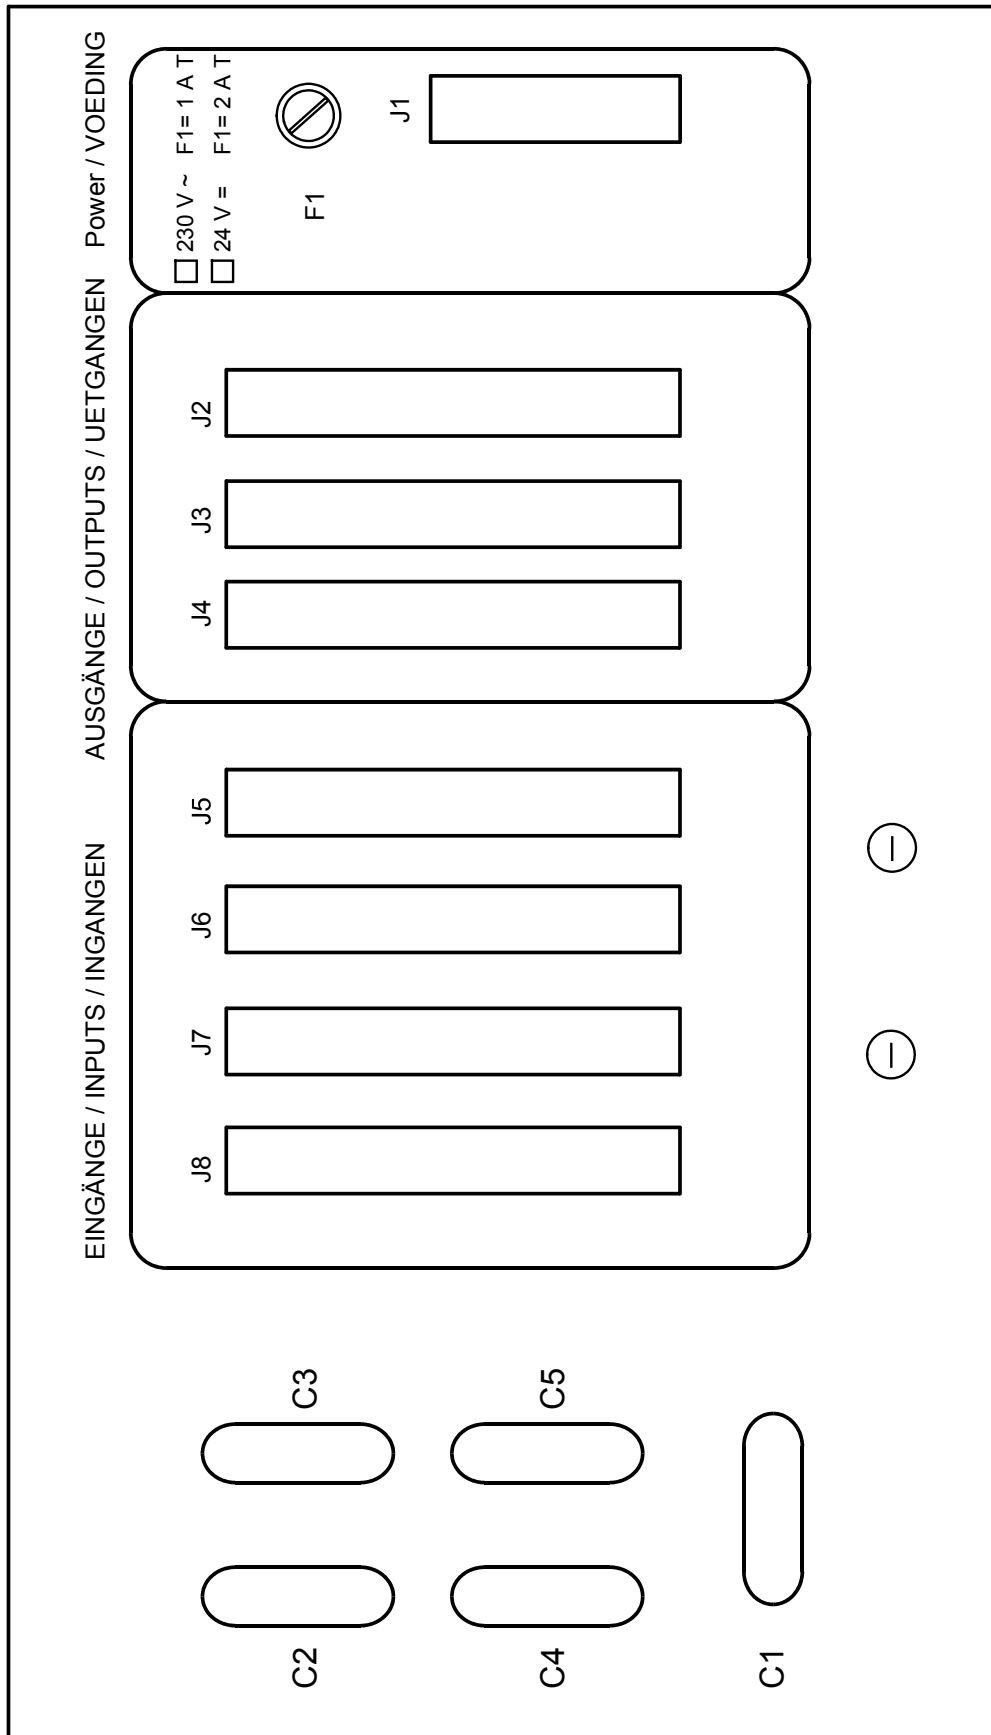 EINGÄNGE / INPUTS / INGANGEN
AUSGÄNGE / OUTPUTS / UETGANGEN
Power / VOEDING
230 V ~ F1= 1 A T
24 V = F1= 2 A T
F1
J1
J2
J3
J4
J5
J6
J7
J8
C3
C5
C2
C4
C1